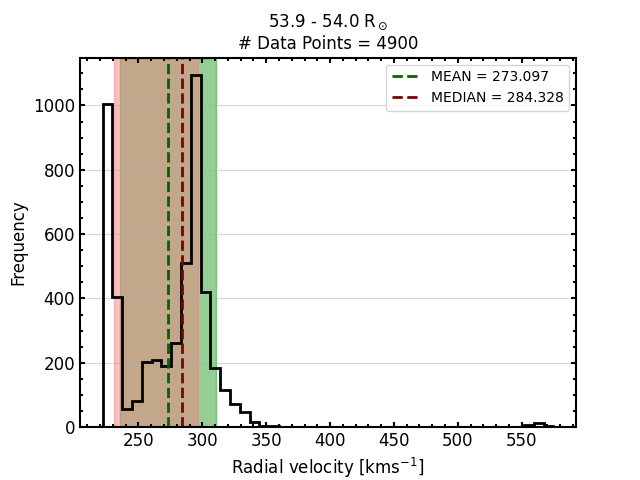 53.9 - 54.0 R⊙
# Data Points = 4900
MEAN = 273.097
MEDIAN = 284.328
Frequency
1000
800
600
400
200
0
250 300 350 400 450 500 550
Radial velocity [kms⁻¹]